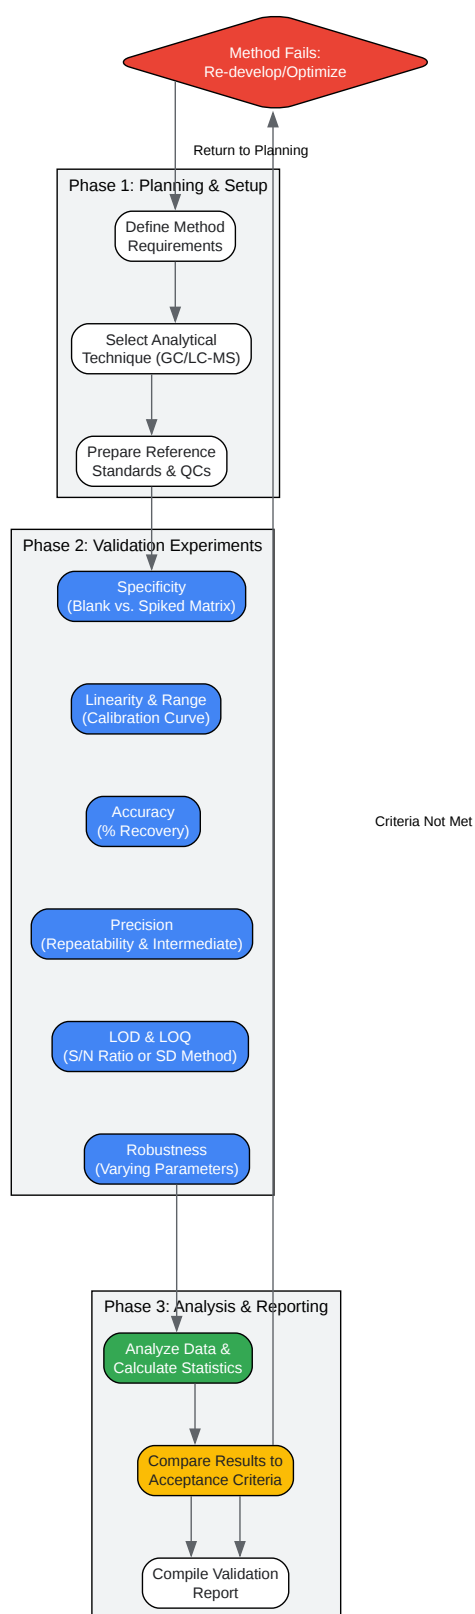 Method Fails:
Re-develop/Optimize
Return to Planning
Phase 1: Planning & Setup
Define Method
Requirements
Select Analytical
Technique (GC/LC-MS)
Prepare Reference
Standards & QCs
Phase 2: Validation Experiments
Specificity
(Blank vs. Spiked Matrix)
Linearity & Range
(Calibration Curve)
Accuracy
(% Recovery)
Criteria Not Met
Precision
(Repeatability & Intermediate)
LOD & LOQ
(S/N Ratio or SD Method)
Robustness
(Varying Parameters)
Phase 3: Analysis & Reporting
Analyze Data &
Calculate Statistics
Compare Results to
Acceptance Criteria
Compile Validation
Report